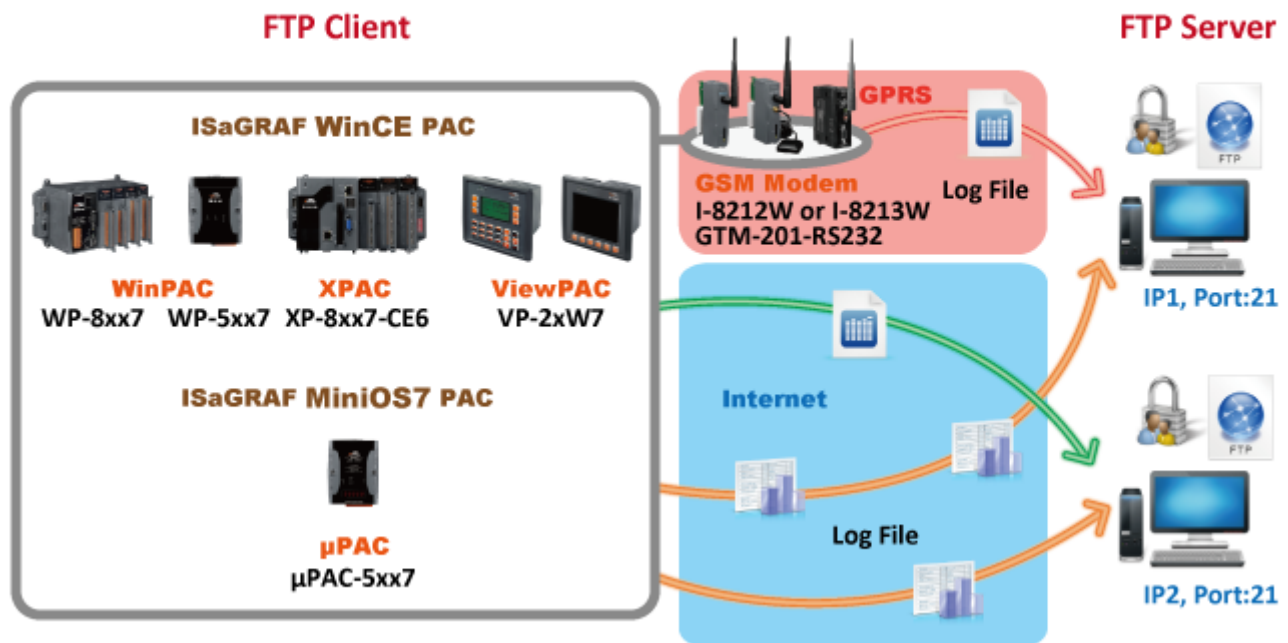 FTP Client
FTP Server
ISaGRAF WinCE PAC
WinPAC
XPAC
ViewPAC
WP-8xx7 WP-5xx7 XP-8xx7-CE6 VP-2xW7
ISaGRAF MiniOS7 PAC
µPAC
µPAC-5xx7
GPRS
GSM Modem
I-8212W or I-8213W
GTM-201-RS232
Log File
Internet
Log File
FTP
IP1, Port:21
FTP
IP2, Port:21